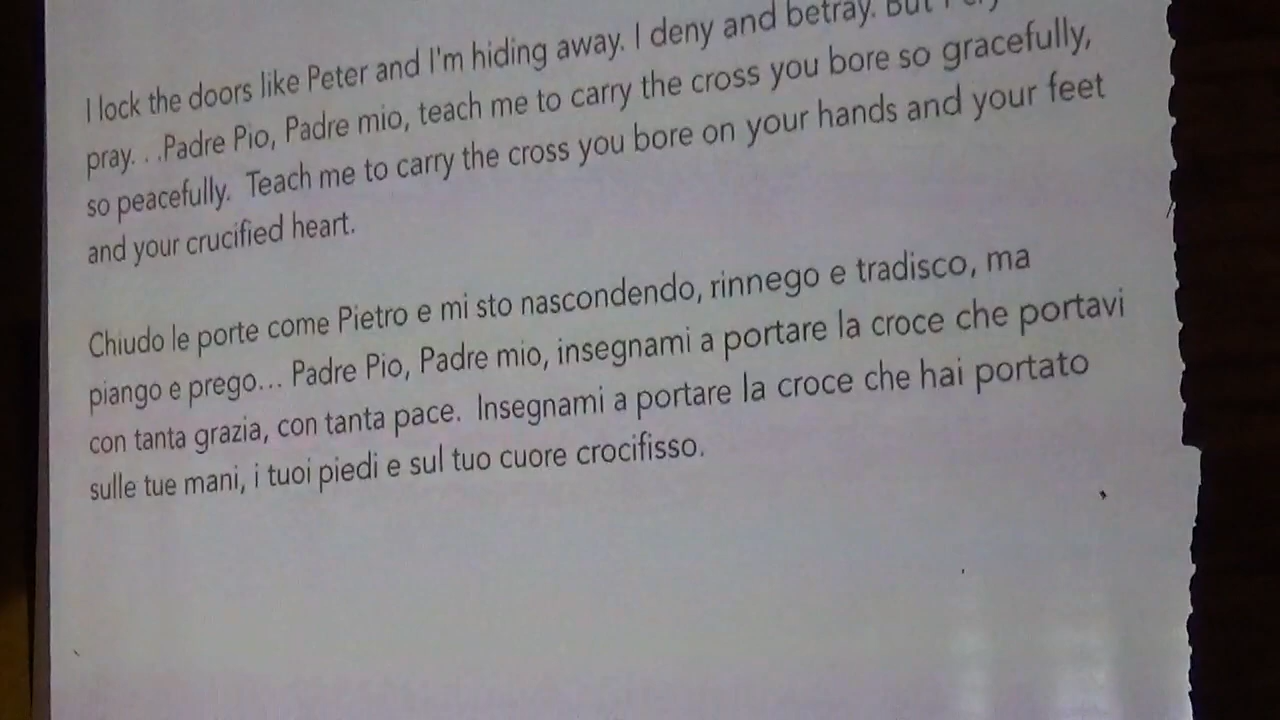 I lock the doors like Peter and I'm hiding away. I deny and betray. But I
pray. . .Padre Pio, Padre mio, teach me to carry the cross you bore so gracefully,
so peacefully. Teach me to carry the cross you bore on your hands and your feet
and your crucified heart.
Chiudo le porte come Pietro e mi sto nascondendo, rinnego e tradisco, ma
piango e prego... Padre Pio, Padre mio, insegnami a portare la croce che portavi
con tanta grazia, con tanta pace. Insegnami a portare la croce che hai portato
sulle tue mani, i tuoi piedi e sul tuo cuore crocifisso.